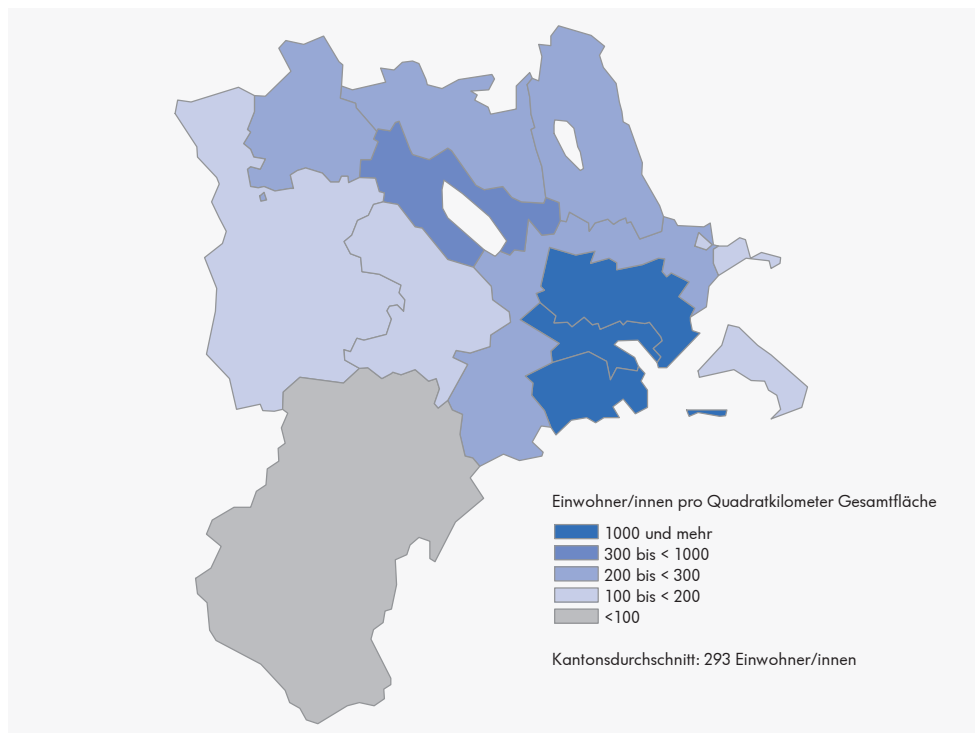 Einwohner/innen pro Quadratkilometer Gesamtfläche
1000 und mehr
300 bis < 1000
200 bis < 300
100 bis < 200
<100
Kantonsdurchschnitt: 293 Einwohner/innen